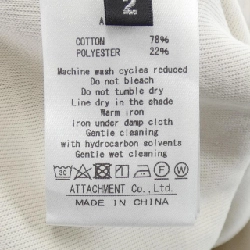 2
A
COTTON 78%
POLYESTER 22%
Machine wash cycles reduced
Do not bleach
Do not tumble dry
Line dry in the shade
Warm iron
Iron under damp cloth
Gentle cleaning
with hydrocarbon solvents
Gentle wet cleaning
ATTACHMENT Co.,Ltd.
MADE IN CHINA